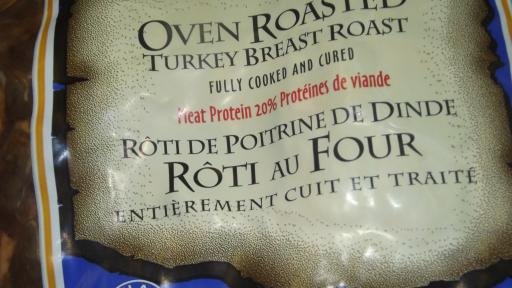 OVEN ROASTED
TURKEY BREAST ROAST
FULLY COOKED AND CURED
Meat Protein 20% Protéines de viande
RÔTI DE POITRINE DE DINDE
RÔTI AU FOUR
ENTIÈREMENT CUIT ET TRAITÉ